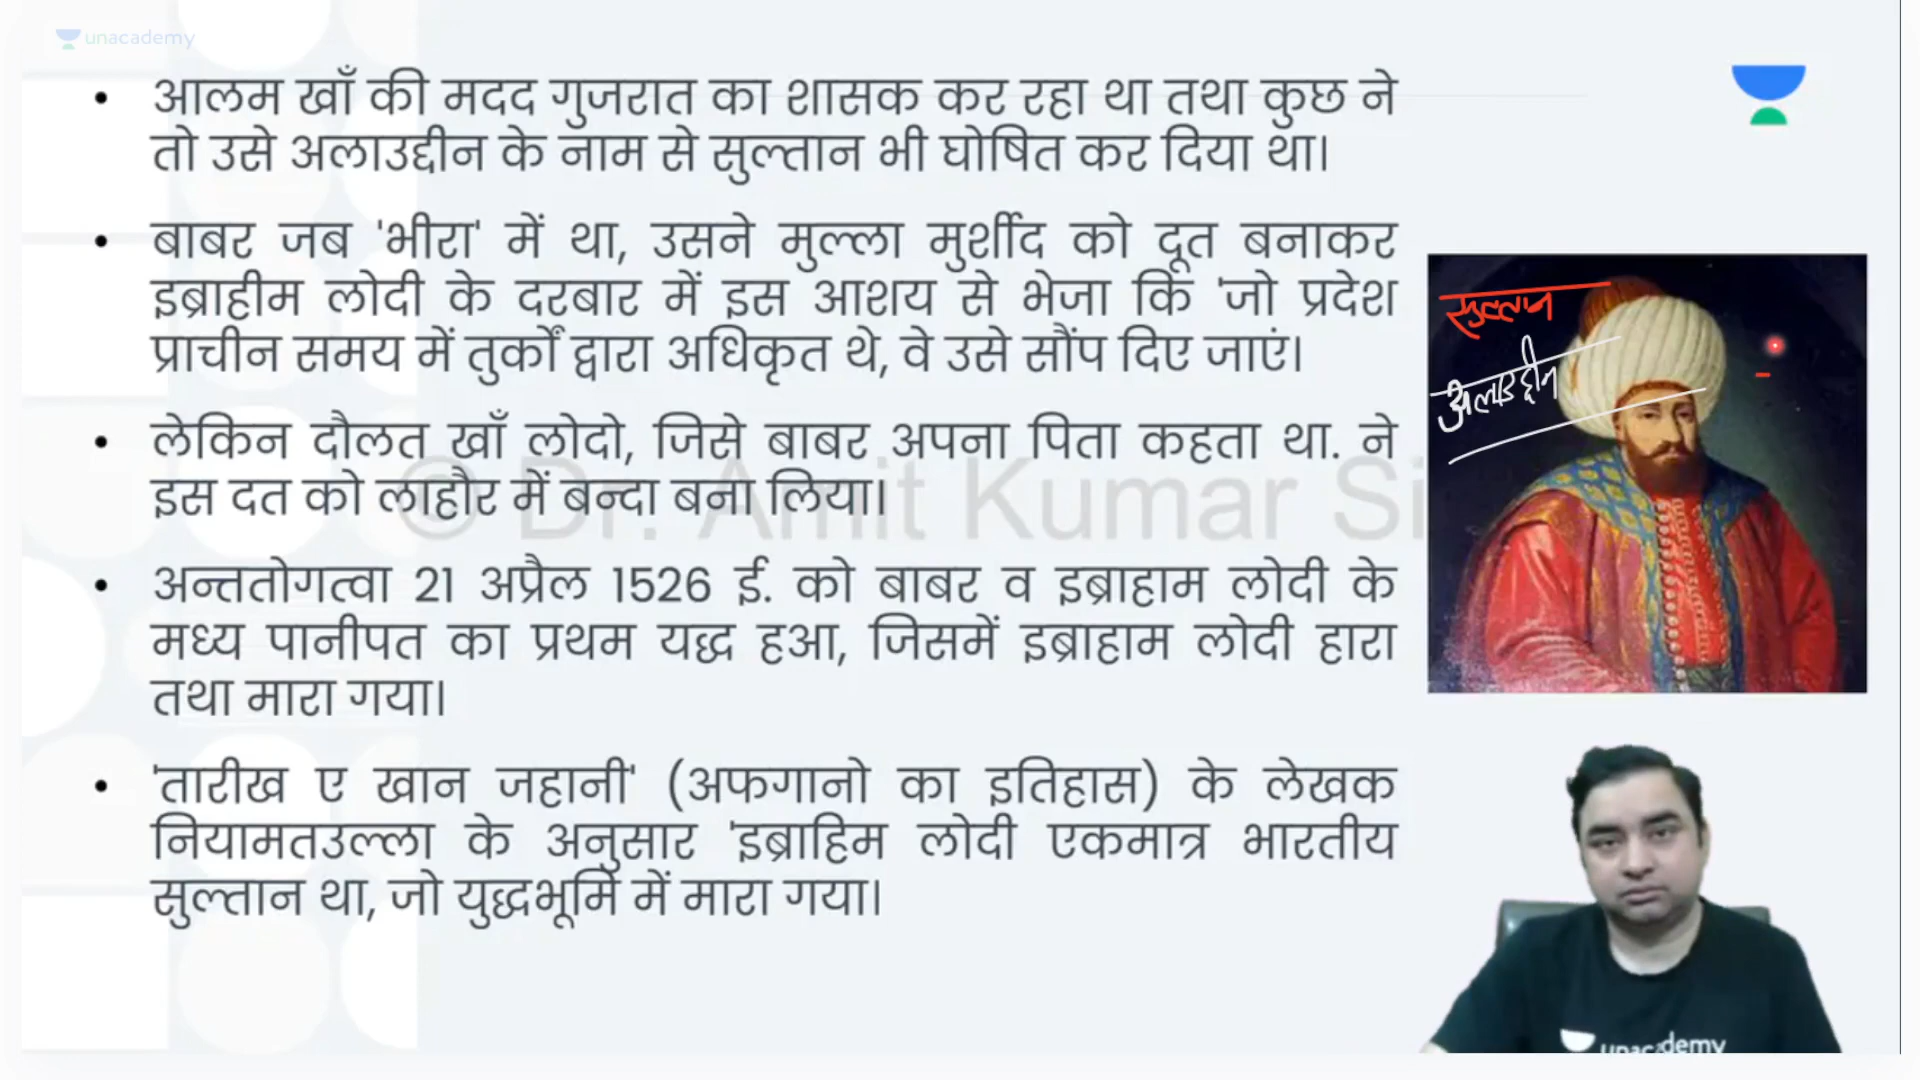 unacademy
• आलम खाँ की मदद गुजरात का शासक कर रहा था तथा कुछ ने
तो उसे अलाउद्दीन के नाम से सुल्तान भी घोषित कर दिया था।
• बाबर जब 'भीरा' में था, उसने मुल्ला मुर्शीद को दूत बनाकर
इब्राहीम लोदी के दरबार में इस आशय से भेजा कि 'जो प्रदेश
प्राचीन समय में तुर्कों द्वारा अधिकृत थे, वे उसे सौंप दिए जाएं।
• लेकिन दौलत खाँ लोदो, जिसे बाबर अपना पिता कहता था. ने
इस दत को लाहौर में बन्दा बना लिया।
• अन्ततोगत्वा 21 अप्रैल 1526 ई. को बाबर व इब्राहाम लोदी के
मध्य पानीपत का प्रथम यद्ध हआ, जिसमें इब्राहाम लोदी हारा
तथा मारा गया।
• 'तारीख ए खान जहानी' (अफगानो का इतिहास) के लेखक
नियामतउल्ला के अनुसार 'इब्राहिम लोदी एकमात्र भारतीय
सुल्तान था, जो युद्धभूमि में मारा गया।
© Dr. Amit Kumar Si
सुल्तान
अलाउद्दीन
unacademy